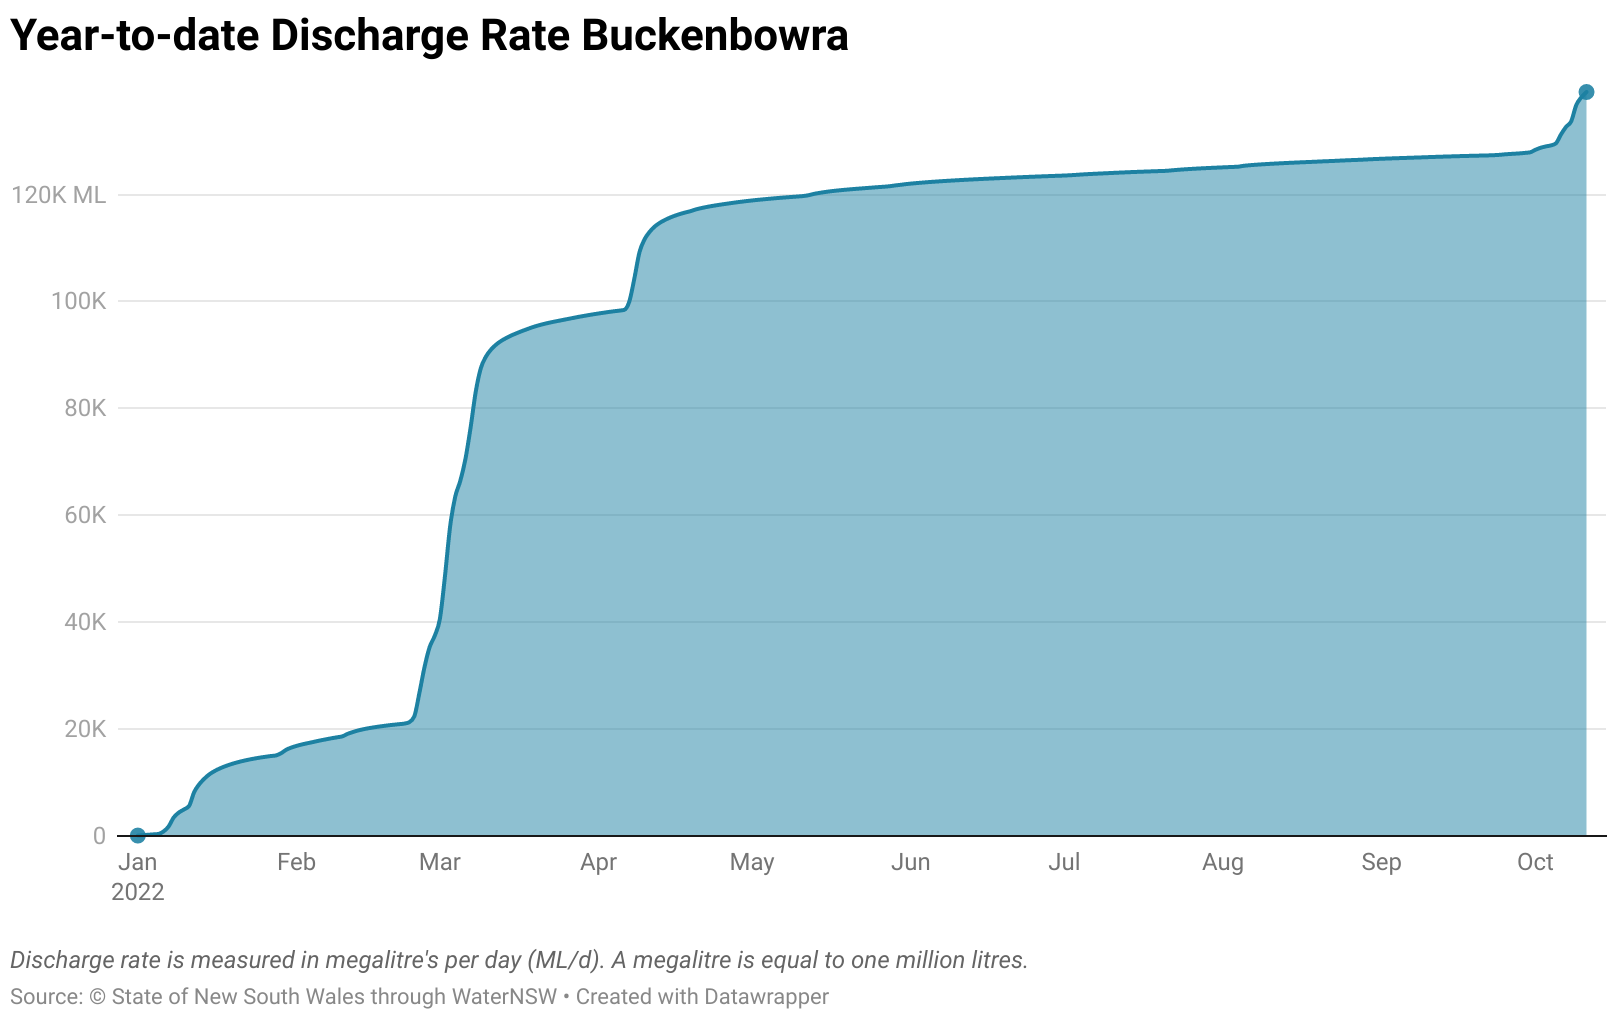 Year-to-date Discharge Rate Buckenbowra
120K ML
100K
80K
60K
40K
20K
0
Jan Feb Mar Apr May Jun Jul Aug Sep Oct
2022
Discharge rate is measured in megalitre's per day (ML/d). A megalitre is equal to one million litres.
Source: © State of New South Wales through WaterNSW • Created with Datawrapper